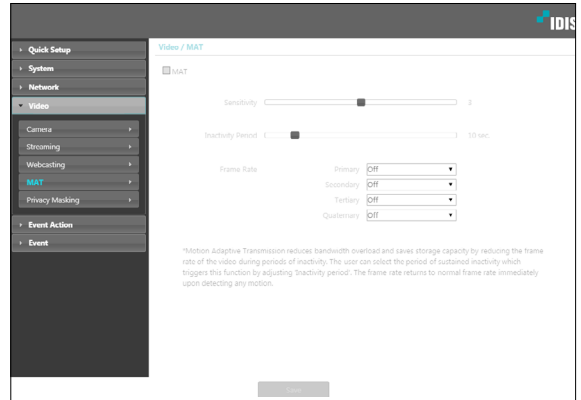 IDIS
Quick Setup
System
Network
Video
Camera
Streaming
Webcasting
MAT
Privacy Masking
Event Action
Event
Video / MAT
MAT
Sensitivity 3
Inactivity Period 10 sec.
Frame Rate Primary Off
Secondary Off
Tertiary Off
Quaternary Off
*Motion Adaptive Transmission reduces bandwidth overload and saves storage capacity by reducing the frame
rate of the video during periods of inactivity. The user can select the period of sustained inactivity which
triggers this function by adjusting 'Inactivity period'. The frame rate returns to normal frame rate immediately
upon detecting any motion.
Save